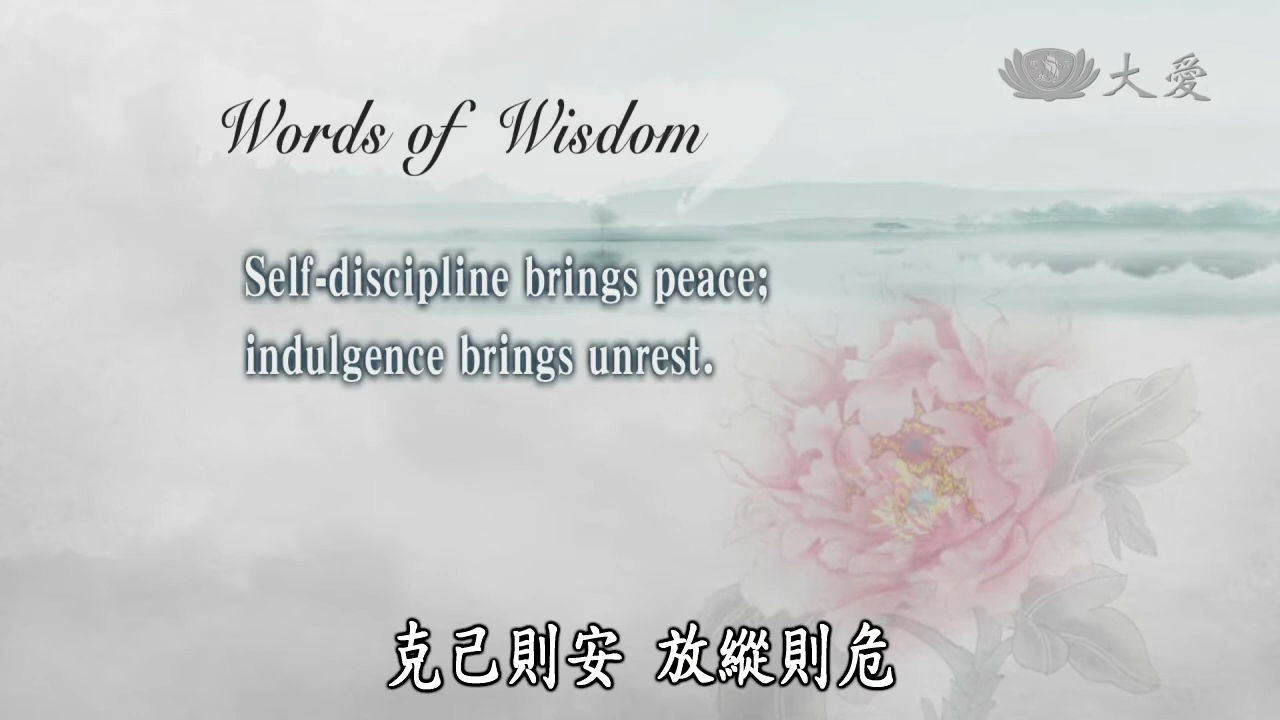 大愛
Words of Wisdom
Self-discipline brings peace;
indulgence brings unrest.
克己則安 放縱則危